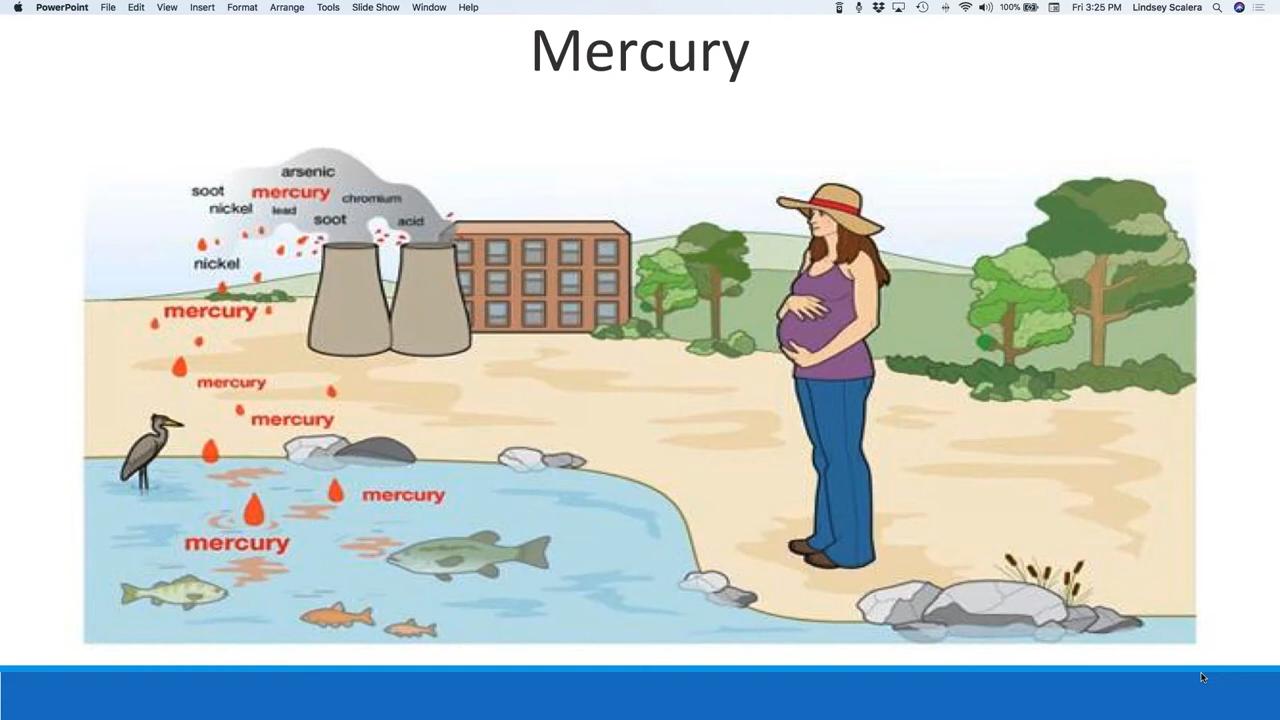 PowerPoint File Edit View Insert Format Arrange Tools Slide Show Window Help 100% Fri 3:25 PM Lindsey Scalera
Mercury
arsenic
soot mercury chromium
nickel lead soot acid
nickel
mercury
mercury
mercury
mercury
mercury